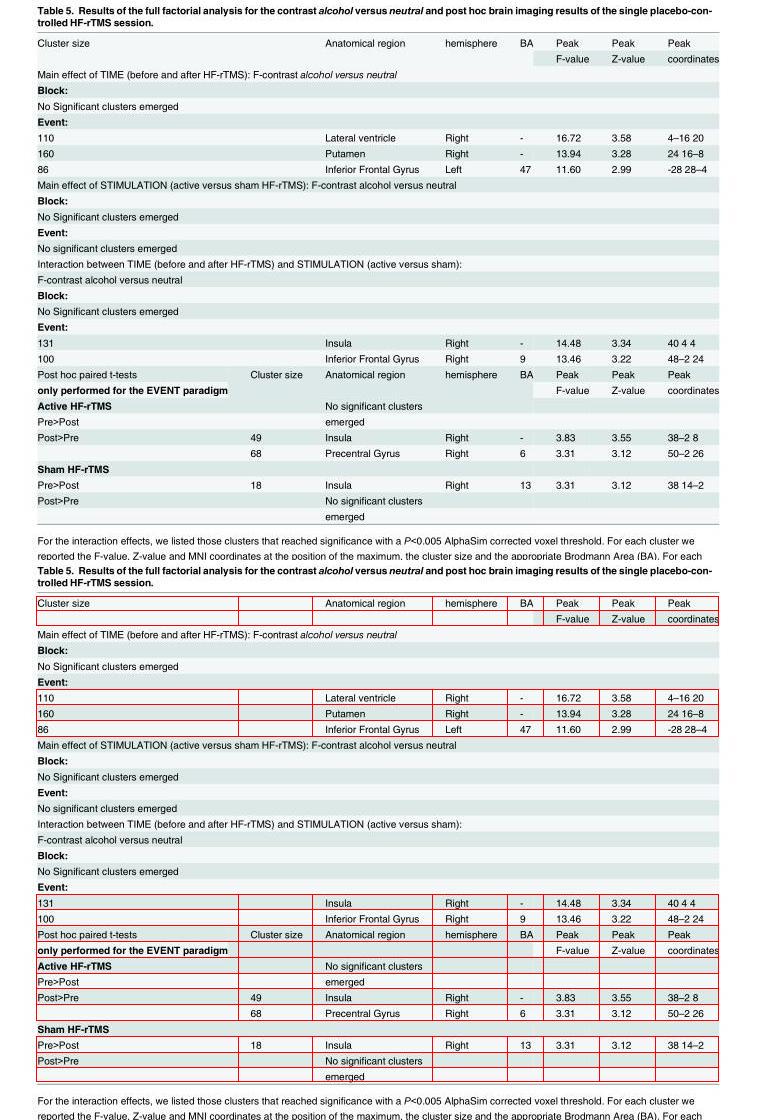 Table 5. Results of the full factorial analysis for the contrast alcohol versus neutral and post hoc brain imaging results of the single placebo-con-
trolled HF-rTMS session.
Cluster size Anatomical region hemisphere BA Peak Peak Peak
F-value Z-value coordinates
Main effect of TIME (before and after HF-rTMS): F-contrast alcohol versus neutral
Block:
No Significant clusters emerged
Event:
110 Lateral ventricle Right - 16.72 3.58 4–16 20
160 Putamen Right - 13.94 3.28 24 16–8
86 Inferior Frontal Gyrus Left 47 11.60 2.99 -28 28–4
Main effect of STIMULATION (active versus sham HF-rTMS): F-contrast alcohol versus neutral
Block:
No Significant clusters emerged
Event:
No significant clusters emerged
Interaction between TIME (before and after HF-rTMS) and STIMULATION (active versus sham):
F-contrast alcohol versus neutral
Block:
No Significant clusters emerged
Event:
131 Insula Right - 14.48 3.34 40 4 4
100 Inferior Frontal Gyrus Right 9 13.46 3.22 48–2 24
Post hoc paired t-tests Cluster size Anatomical region hemisphere BA Peak Peak Peak
only performed for the EVENT paradigm F-value Z-value coordinates
Active HF-rTMS No significant clusters
Pre>Post emerged
Post>Pre 49 Insula Right - 3.83 3.55 38–2 8
68 Precentral Gyrus Right 6 3.31 3.12 50–2 26
Sham HF-rTMS
Pre>Post 18 Insula Right 13 3.31 3.12 38 14–2
Post>Pre No significant clusters
emerged
For the interaction effects, we listed those clusters that reached significance with a P<0.005 AlphaSim corrected voxel threshold. For each cluster we
reported the F-value, Z-value and MNI coordinates at the position of the maximum, the cluster size and the appropriate Brodmann Area (BA). For each
Table 5. Results of the full factorial analysis for the contrast alcohol versus neutral and post hoc brain imaging results of the single placebo-con-
trolled HF-rTMS session.
Cluster size Anatomical region hemisphere BA Peak Peak Peak
F-value Z-value coordinates
Main effect of TIME (before and after HF-rTMS): F-contrast alcohol versus neutral
Block:
No Significant clusters emerged
Event:
110 Lateral ventricle Right - 16.72 3.58 4–16 20
160 Putamen Right - 13.94 3.28 24 16–8
86 Inferior Frontal Gyrus Left 47 11.60 2.99 -28 28–4
Main effect of STIMULATION (active versus sham HF-rTMS): F-contrast alcohol versus neutral
Block:
No Significant clusters emerged
Event:
No significant clusters emerged
Interaction between TIME (before and after HF-rTMS) and STIMULATION (active versus sham):
F-contrast alcohol versus neutral
Block:
No Significant clusters emerged
Event:
131 Insula Right - 14.48 3.34 40 4 4
100 Inferior Frontal Gyrus Right 9 13.46 3.22 48–2 24
Post hoc paired t-tests Cluster size Anatomical region hemisphere BA Peak Peak Peak
only performed for the EVENT paradigm F-value Z-value coordinates
Active HF-rTMS No significant clusters
Pre>Post emerged
Post>Pre 49 Insula Right - 3.83 3.55 38–2 8
68 Precentral Gyrus Right 6 3.31 3.12 50–2 26
Sham HF-rTMS
Pre>Post 18 Insula Right 13 3.31 3.12 38 14–2
Post>Pre No significant clusters
emerged
For the interaction effects, we listed those clusters that reached significance with a P<0.005 AlphaSim corrected voxel threshold. For each cluster we
reported the F-value, Z-value and MNI coordinates at the position of the maximum, the cluster size and the appropriate Brodmann Area (BA). For each